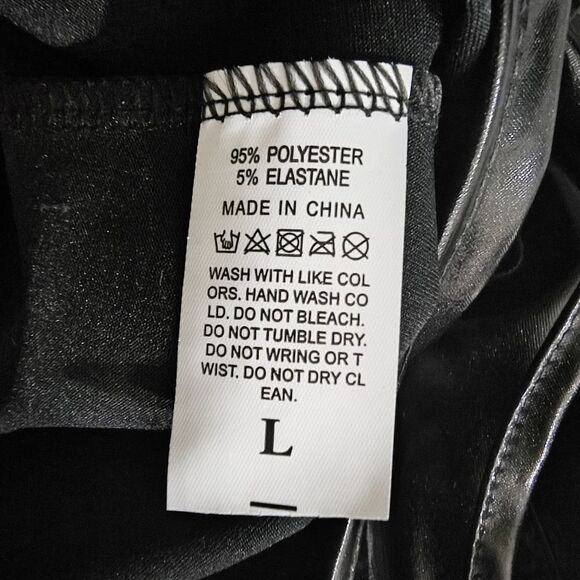 95% POLYESTER
5% ELASTANE
MADE IN CHINA
WASH WITH LIKE COL
ORS. HAND WASH CO
LD. DO NOT BLEACH.
DO NOT TUMBLE DRY.
DO NOT WRING OR T
WIST. DO NOT DRY CL
EAN.
L